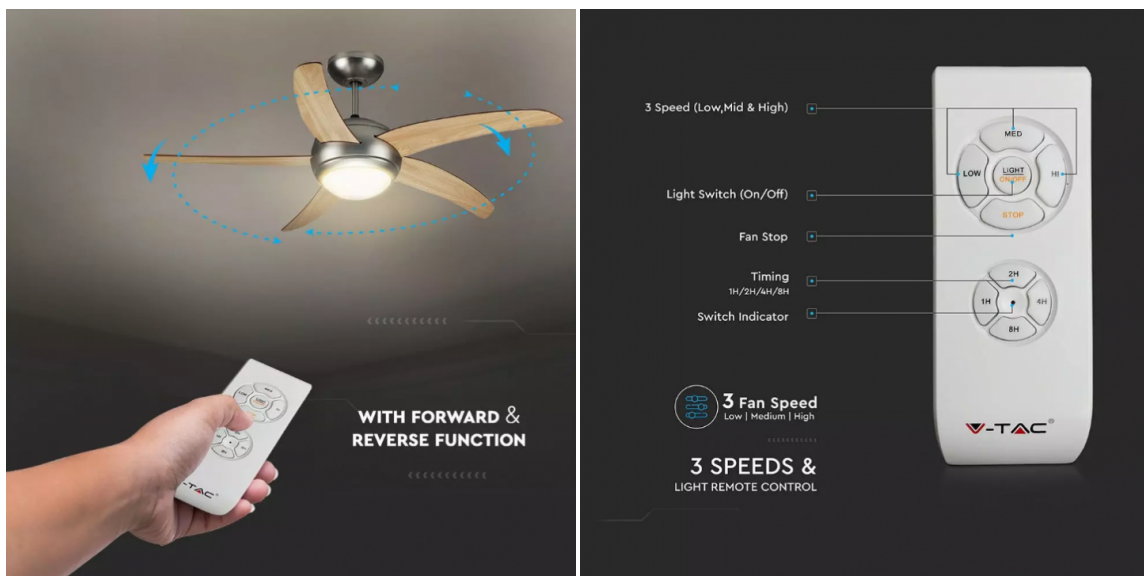 WITH FORWARD &
REVERSE FUNCTION
V-TAC®
3 Speed (Low,Mid & High)
Light Switch (On/Off)
Fan Stop
Timing
1H/2H/4H/8H
Switch Indicator
3 Fan Speed
Low | Medium | High
3 SPEEDS &
LIGHT REMOTE CONTROL
MED
LOW
LIGHT
ON/OFF
HI
STOP
2H
1H
4H
8H
V-TAC®